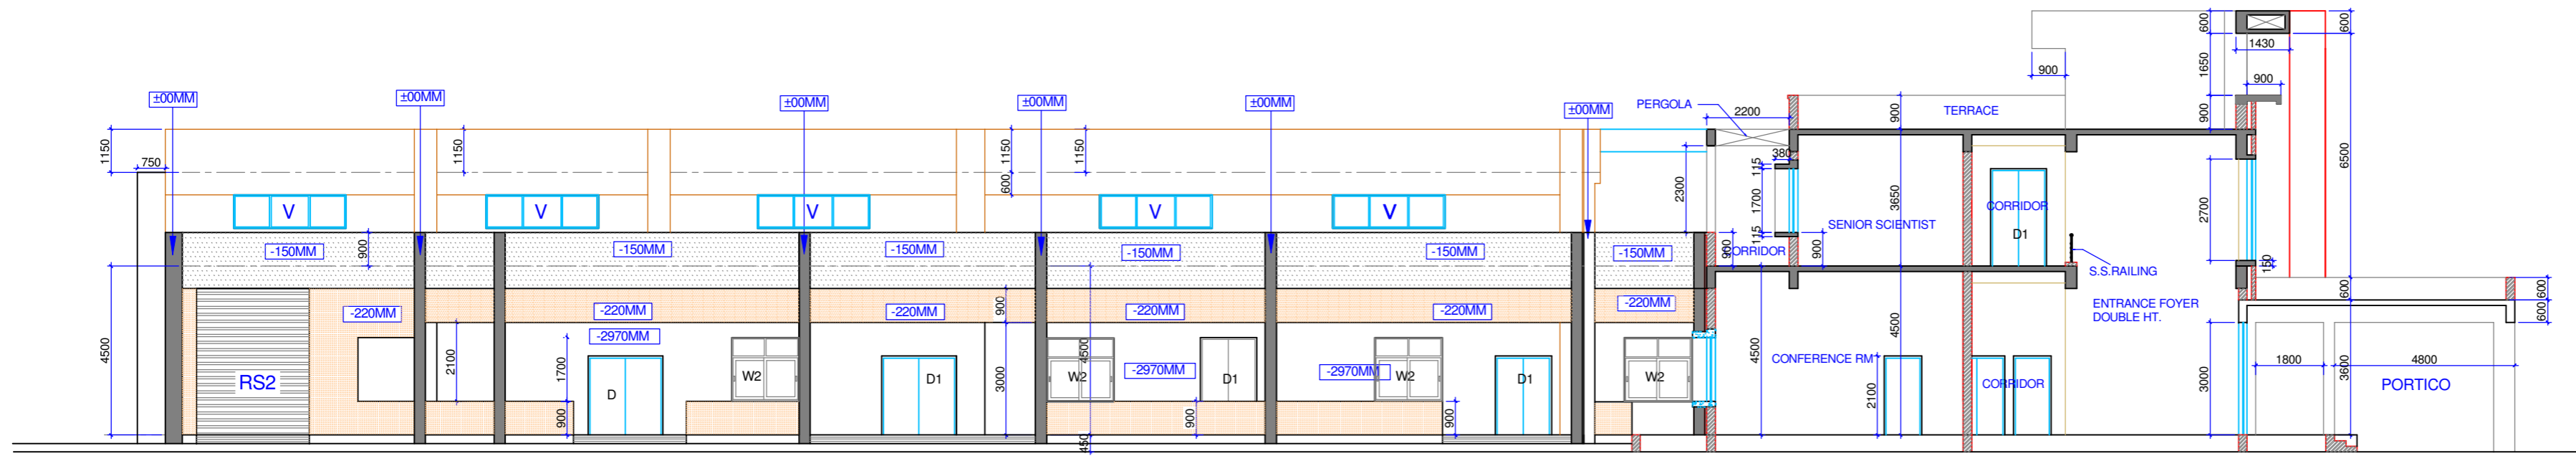 600
600
1430
1650
900
900
±00MM
±00MM
±00MM
±00MM
±00MM
±00MM
PERGOLA
2200
900
TERRACE
900
6500
1150
750
1150
1150
1150
600
380
115
1700
115
2300
3650
2700
V
V
V
V
V
CORRIDOR
D1
SENIOR SCIENTIST
-150MM
900
-150MM
-150MM
-150MM
-150MM
-150MM
900
CORRIDOR
900
S.S.RAILING
150
-220MM
-220MM
-220MM
900
-220MM
-220MM
-220MM
ENTRANCE FOYER
DOUBLE HT.
600
600
600
4500
2100
-2970MM
1700
900
RS2
D
W2
D1
3000
4500
W2
-2970MM
D1
900
-2970MM
W2
D1
900
W2
450
4500
CONFERENCE RM
4500
2100
CORRIDOR
3000
1800
3600
4800
PORTICO